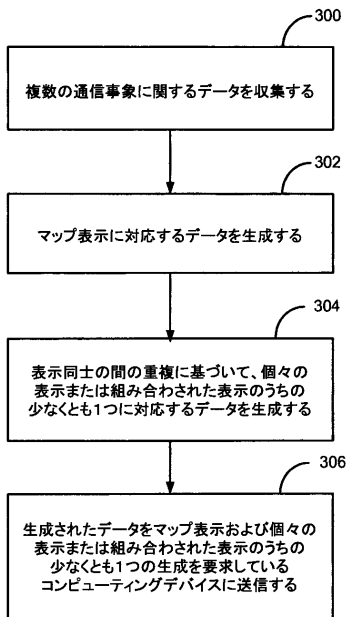 300
複数の通信事象に関するデータを収集する
302
マップ表示に対応するデータを生成する
304
表示同士の間の重複に基づいて、個々の
表示または組み合わされた表示のうちの
少なくとも1つに対応するデータを生成する
306
生成されたデータをマップ表示および個々の
表示または組み合わされた表示のうちの
少なくとも1つの生成を要求している
コンピューティングデバイスに送信する